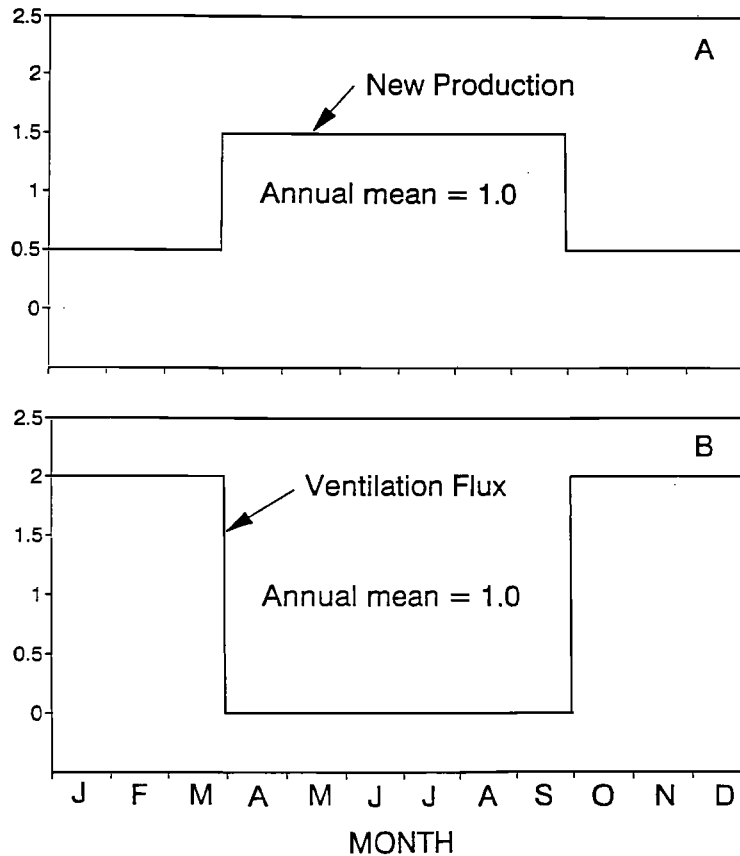 2.5
A
2
New Production
1.5
1
Annual mean = 1.0
0.5
0
2.5
B
2
Ventilation Flux
1.5
1
Annual mean = 1.0
0.5
0
J F M A M J J A S O N D
MONTH